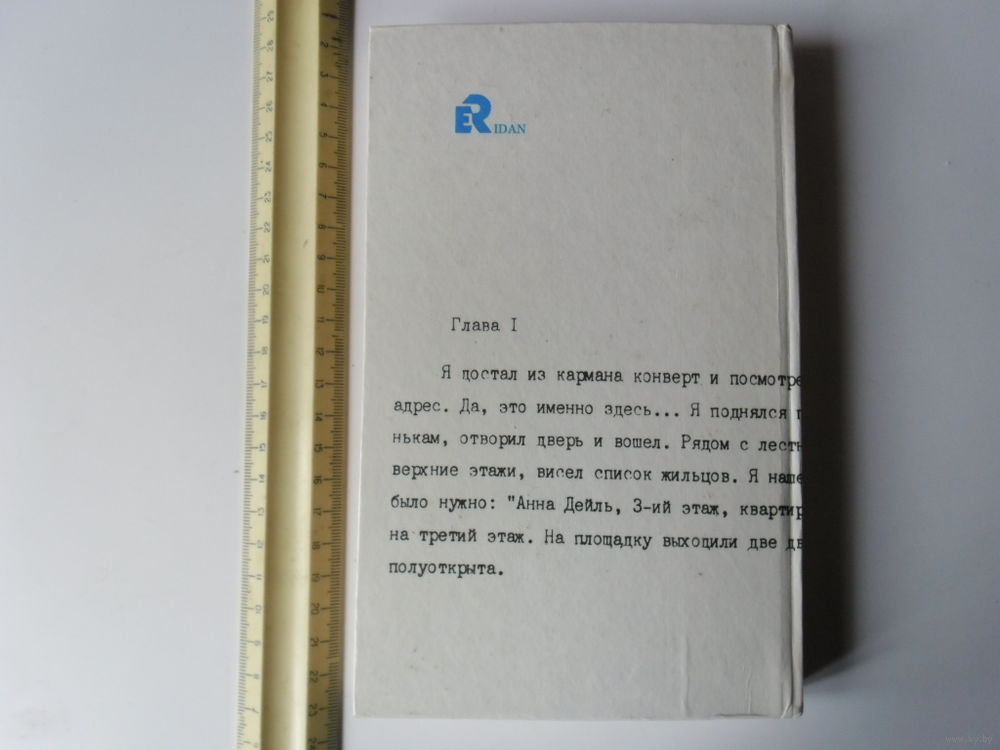 ERIDAN
Глава I
Я достал из кармана конверт и посмотре
адрес. Да, это именно здесь... Я поднялся п
нькам, отворил дверь и вошел. Рядом с лестн
верхние этажи, висел список жильцов. Я наше
было нужно: "Анна Дейль, 3-ий этаж, квартир
на третий этаж. На площадку выходили две дв
полуоткрыта.